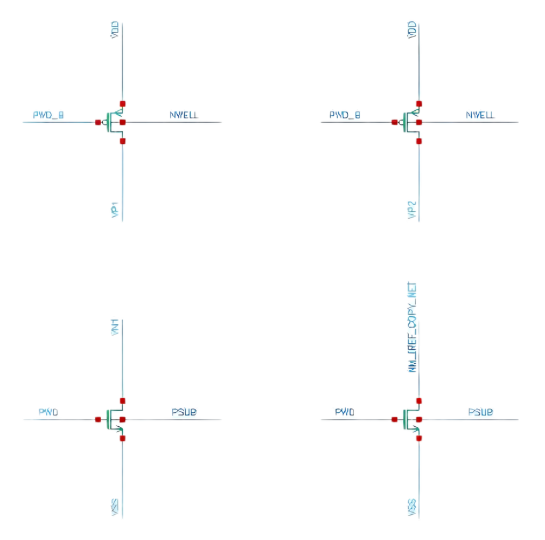 VDD
VDD
PWD_B
NWELL
PWD_B
NWELL
VP1
VP2
VN1
NM_IREF_COPY_NET
PWD
PSUB
PWD
PSUB
VSS
VSS